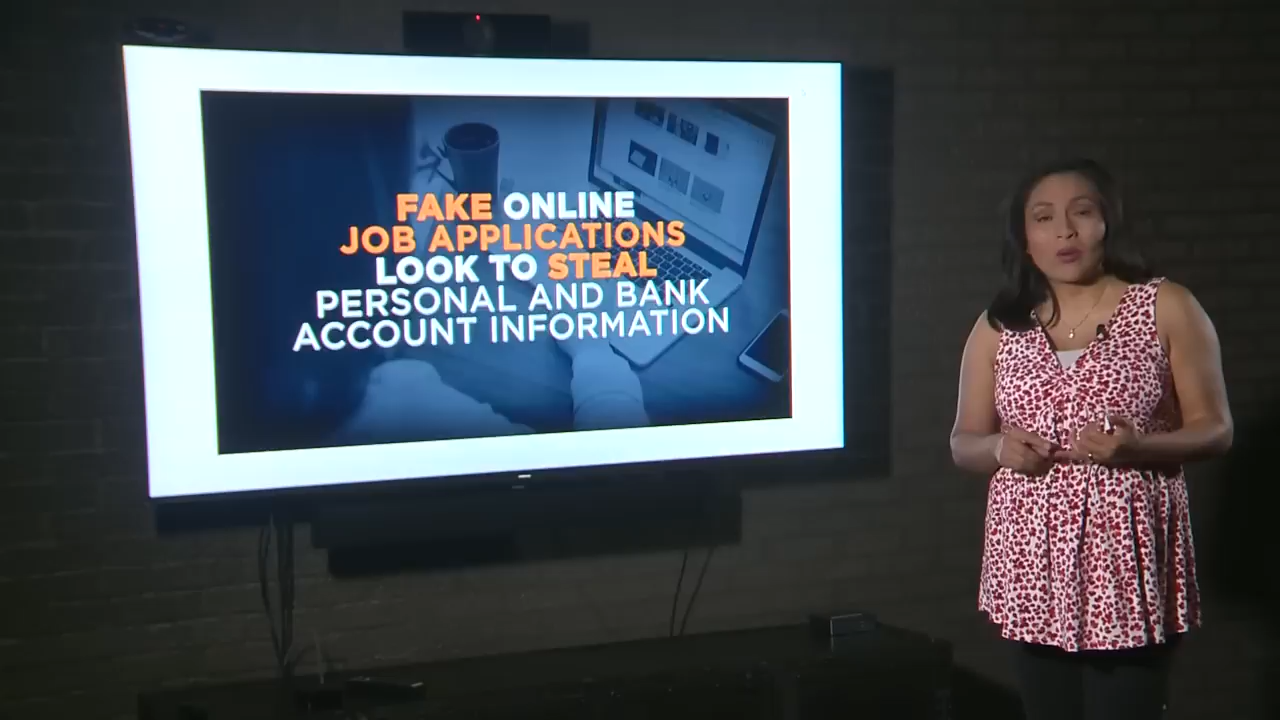 FAKE ONLINE
JOB APPLICATIONS
LOOK TO STEAL
PERSONAL AND BANK
ACCOUNT INFORMATION